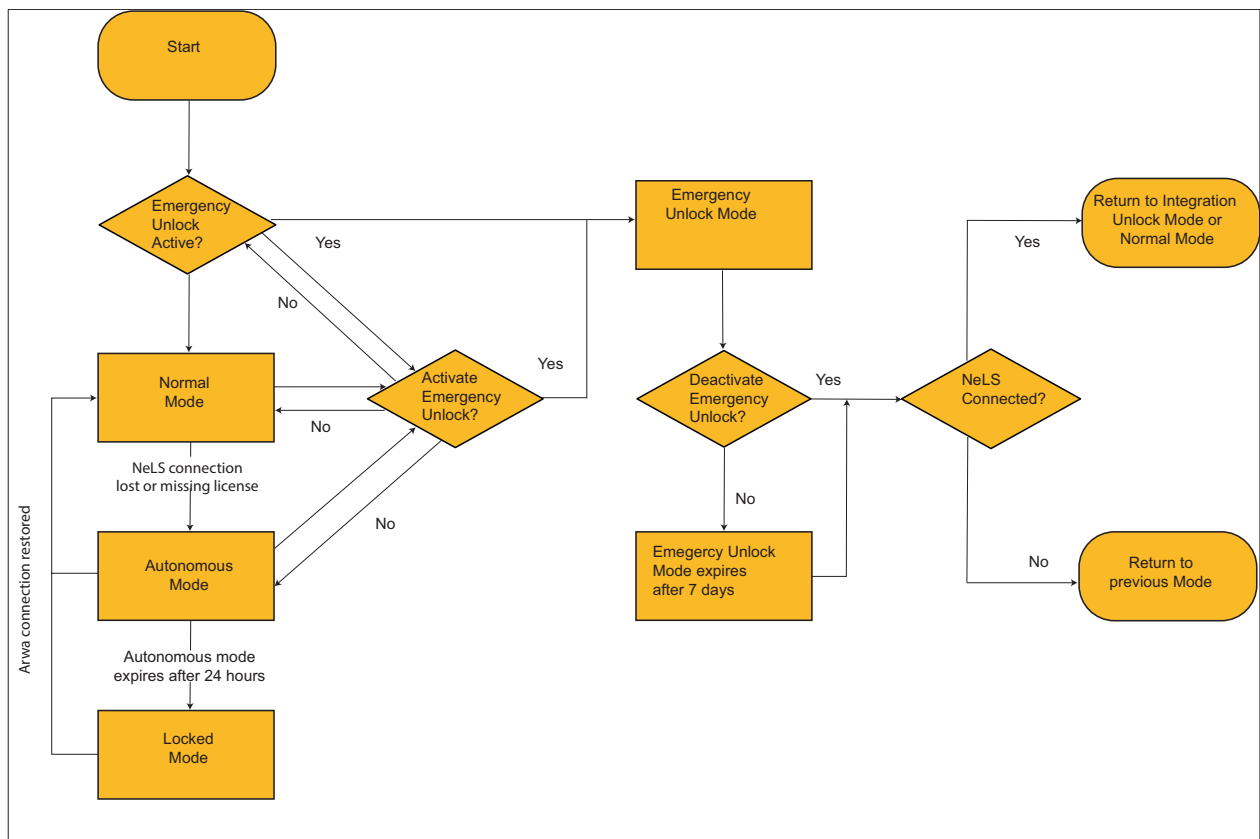 Start
Emergency
Unlock
Active?
Yes
No
Emergency
Unlock Mode
Return to Integration
Unlock Mode or
Normal Mode
Yes
Normal
Mode
No
Activate
Emergency
Unlock?
Yes
Deactivate
Emergency
Unlock?
Yes
NeLS
Connected?
NeLS connection
lost or missing license
No
No
Autonomous
Mode
Emegency Unlock
Mode expires
after 7 days
No
Return to
previous Mode
Arwa connection restored
Autonomous mode
expires after 24 hours
Locked
Mode